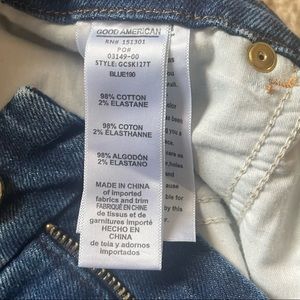 GOOD AMERICAN
RN# 151301
PO#
03149-00
STYLE: GCSK127T
BLUE190
98% COTTON
2% ELASTANE
98% COTON
2% ÉLASTHANNE
98% ALGODÓN
2% ELASTANO
MADE IN CHINA
of imported
fabrics and trim
FABRIQUÉ EN CHINE
de tissus et de
garnitures importés
HECHO EN CHINA
de tela y adornos
importados